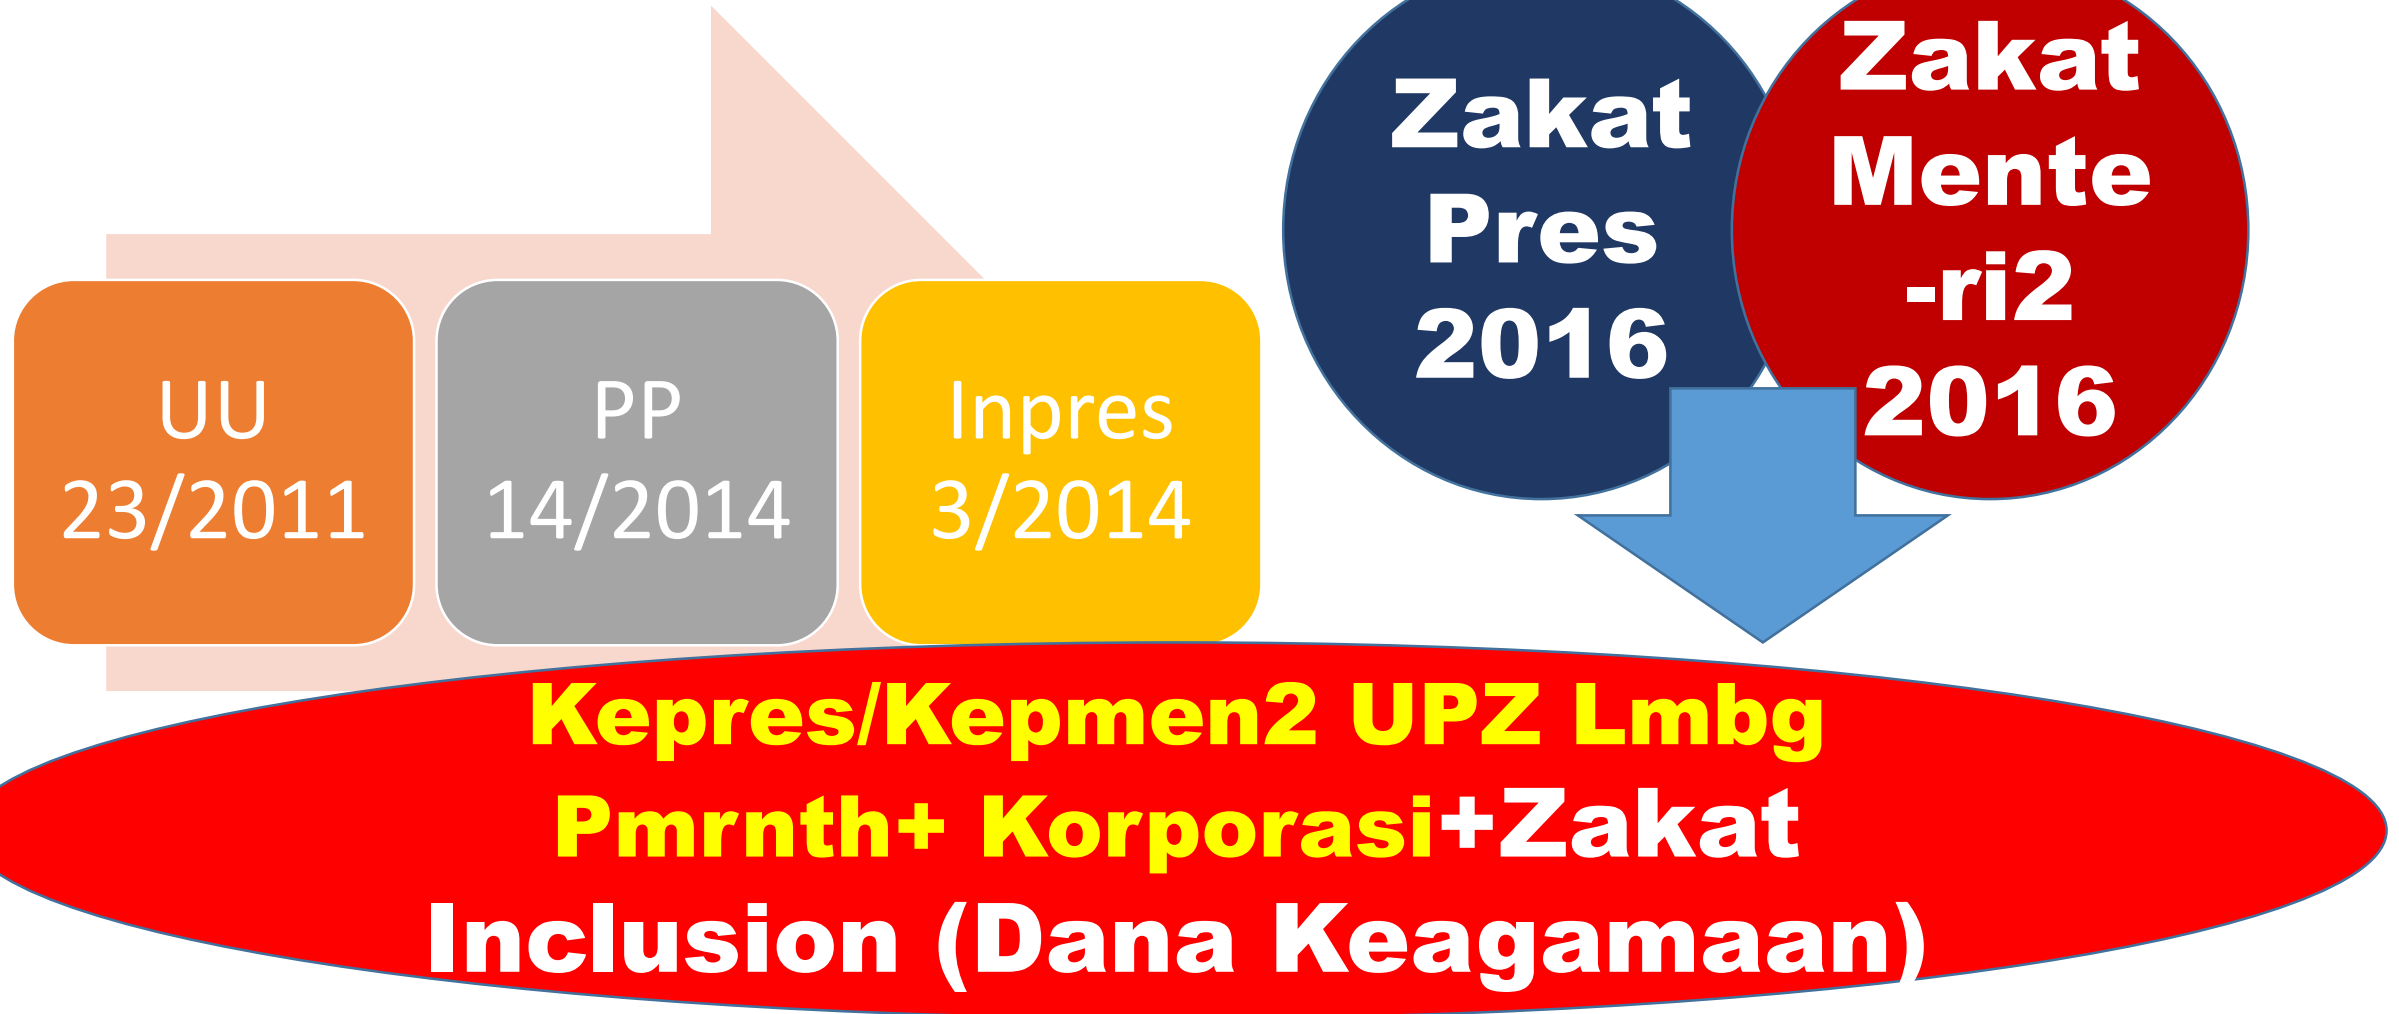 UU
23/2011
PP
14/2014
Inpres
3/2014
Zakat
Pres
2016
Zakat
Mente
-ri2
2016
Kepres/Kepmen2 UPZ Lmbg
Pmrnth+ Korporasi+Zakat
Inclusion (Dana Keagamaan)